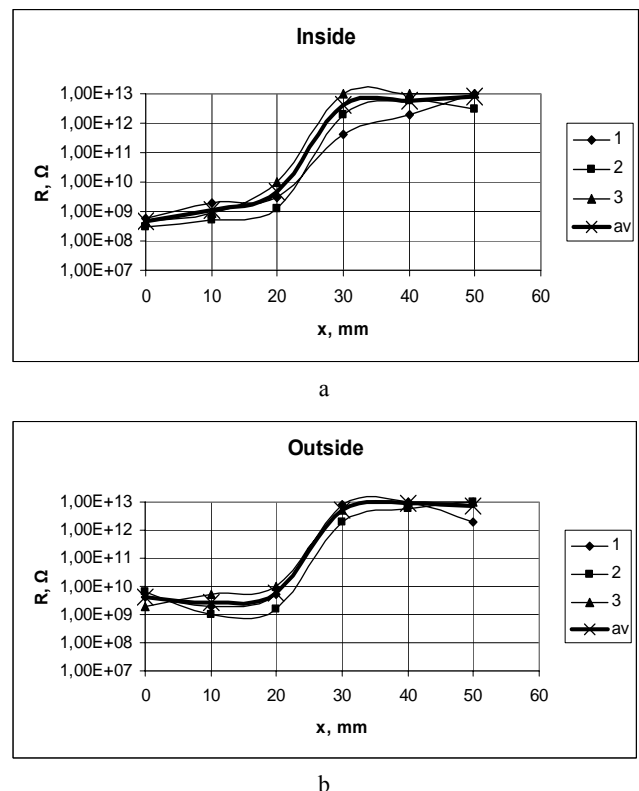 Inside
1,00E+13
1,00E+12
1,00E+11
1,00E+10
1,00E+09
1,00E+08
1,00E+07
R, Ω
0 10 20 30 40 50 60
x, mm
1
2
3
av
a
Outside
1,00E+13
1,00E+12
1,00E+11
1,00E+10
1,00E+09
1,00E+08
1,00E+07
R, Ω
0 10 20 30 40 50 60
x, mm
1
2
3
av
b